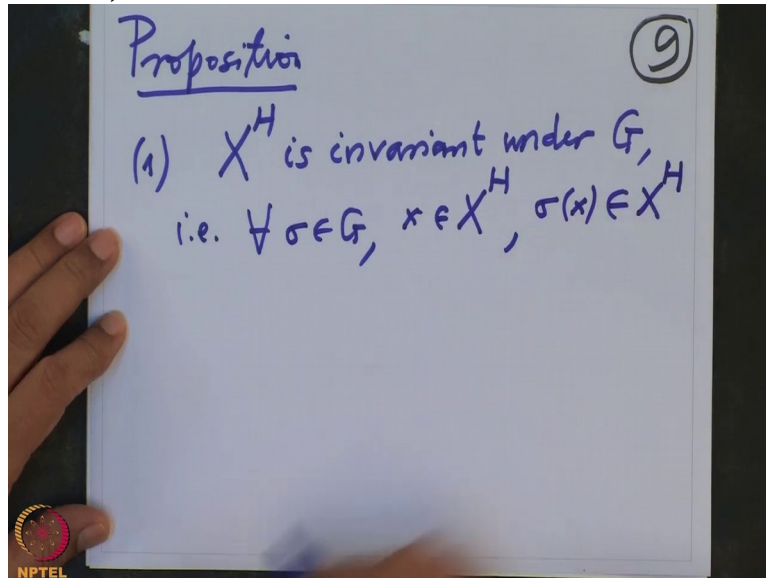 Proposition
9
(1) X^H is invariant under G,
i.e. ∀ σ∈G, x∈X^H, σ(x)∈X^H
NPTEL